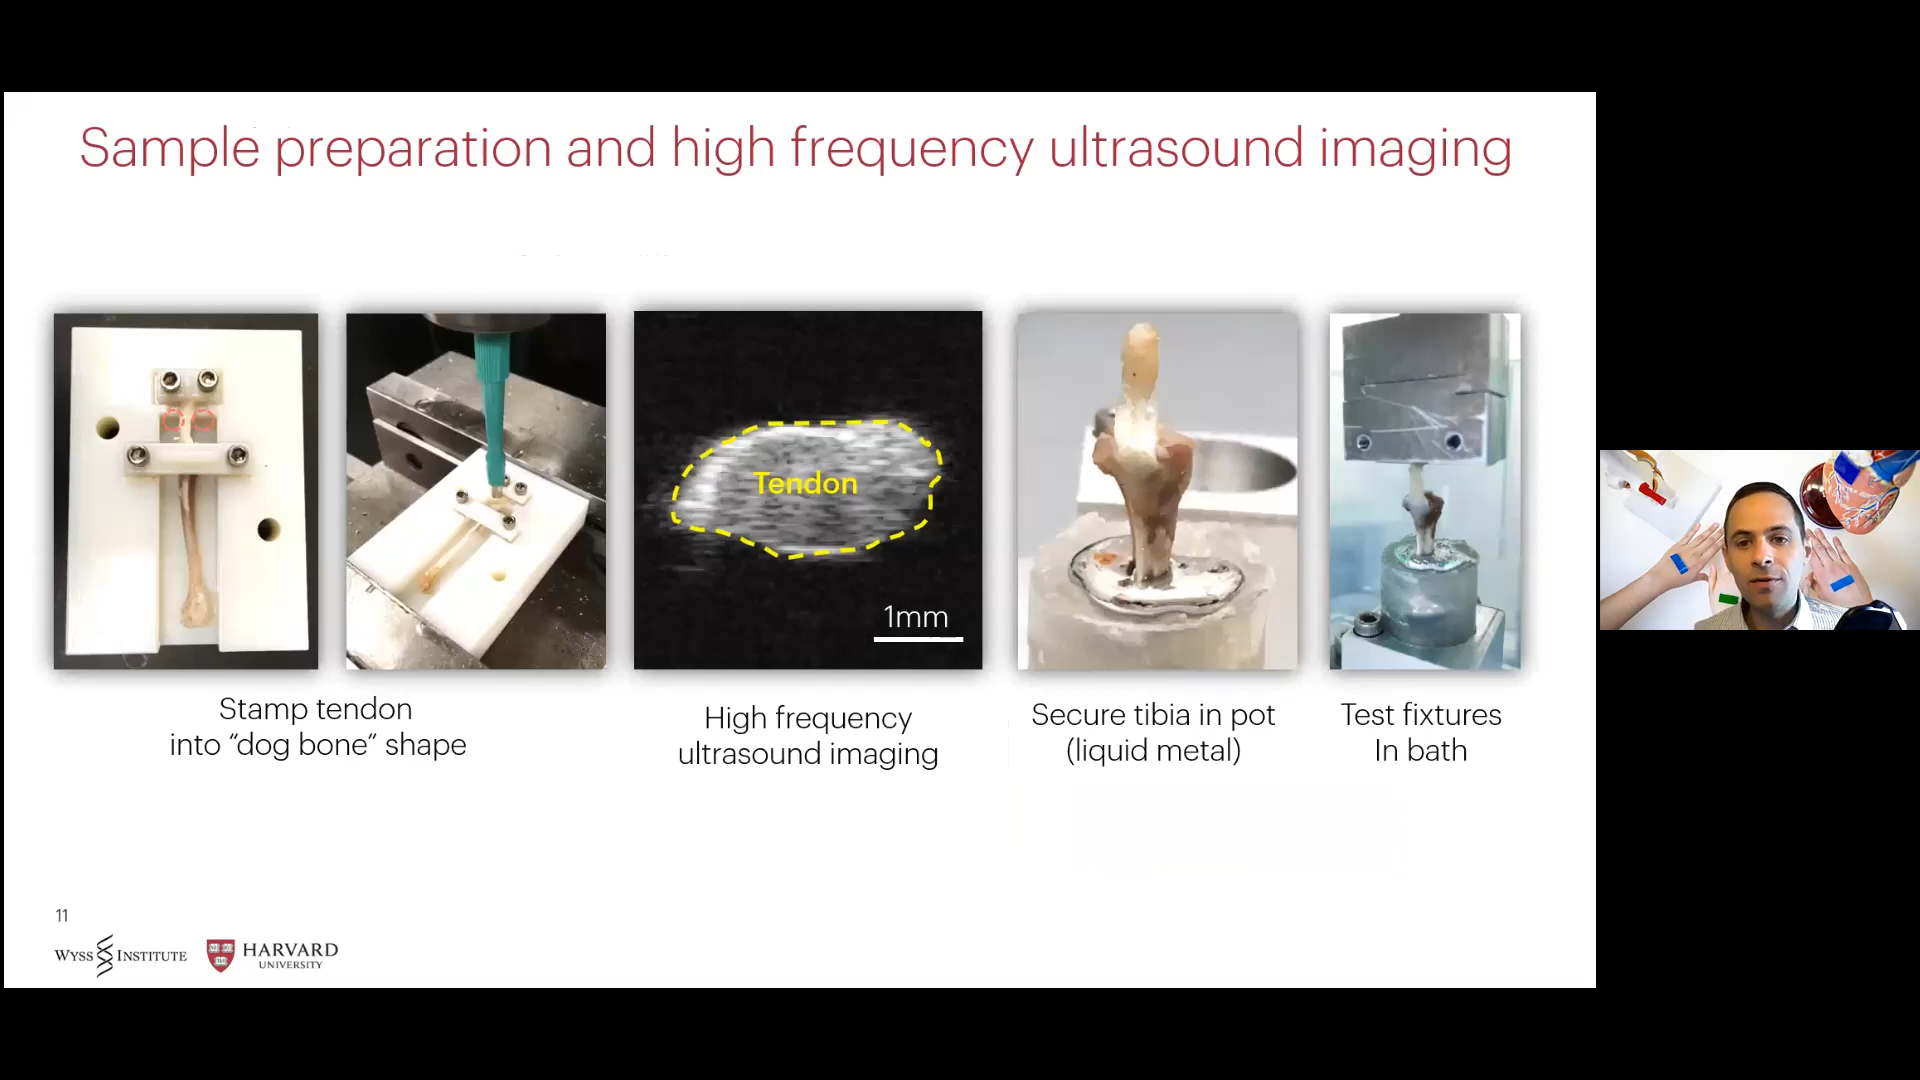 Sample preparation and high frequency ultrasound imaging
Tendon
1mm
Stamp tendon
into “dog bone” shape
High frequency
ultrasound imaging
Secure tibia in pot
(liquid metal)
Test fixtures
In bath
11
WYSS INSTITUTE
HARVARD
UNIVERSITY